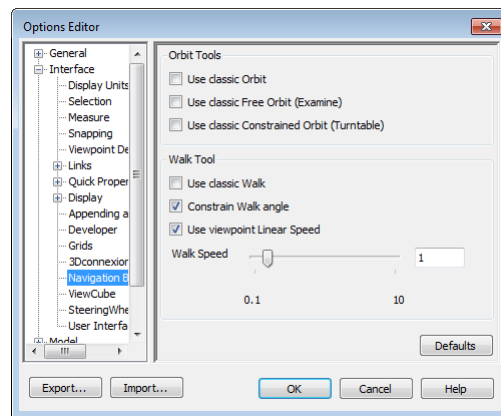 Options Editor
General
Interface
Display Units
Selection
Measure
Snapping
Viewpoint De
Links
Quick Proper
Display
Appending a
Developer
Grids
3Dconnexion
Navigation B
ViewCube
SteeringWhe
User Interfa
Model
Orbit Tools
Use classic Orbit
Use classic Free Orbit (Examine)
Use classic Constrained Orbit (Turntable)
Walk Tool
Use classic Walk
Constrain Walk angle
Use viewpoint Linear Speed
Walk Speed 1
0.1 10
Defaults
Export... Import... OK Cancel Help